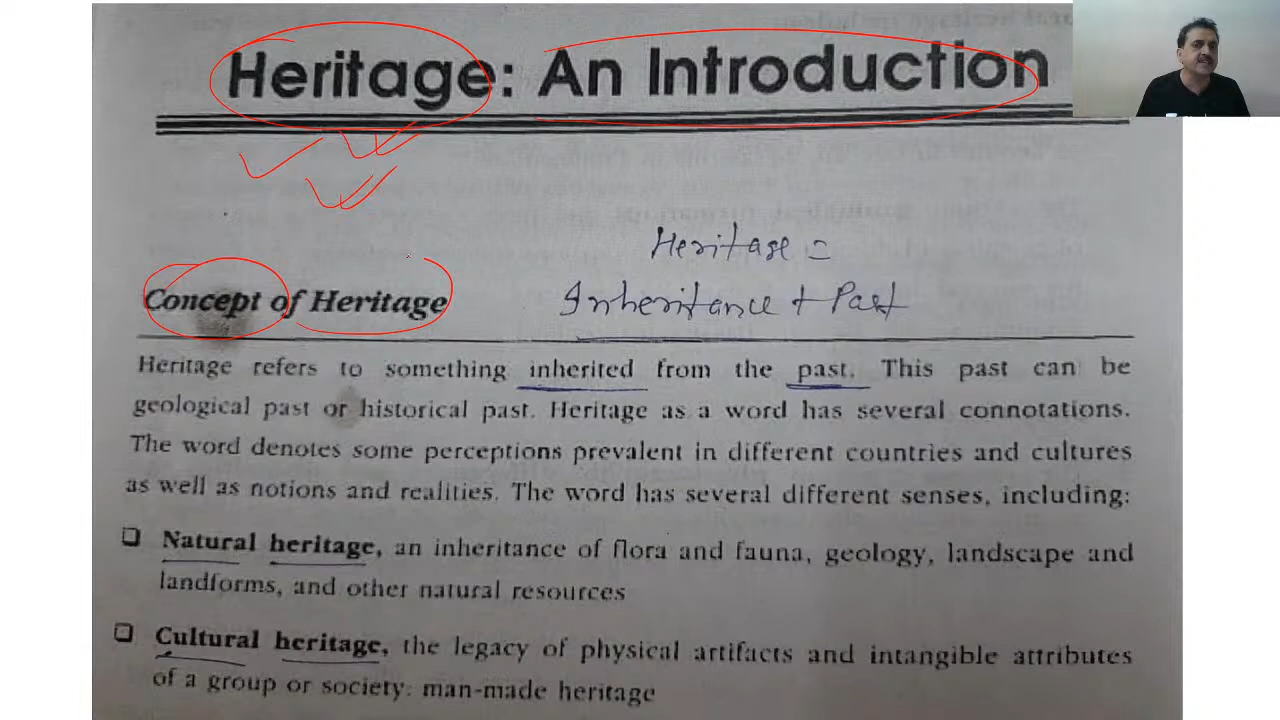 Heritage: An Introduction
Heritage =
Inheritance + Past
Concept of Heritage
Heritage refers to something inherited from the past. This past can be
geological past or historical past. Heritage as a word has several connotations.
The word denotes some perceptions prevalent in different countries and cultures
as well as notions and realities. The word has several different senses, including:
❑ Natural heritage, an inheritance of flora and fauna, geology, landscape and
landforms, and other natural resources
❑ Cultural heritage, the legacy of physical artifacts and intangible attributes
of a group or society: man-made heritage